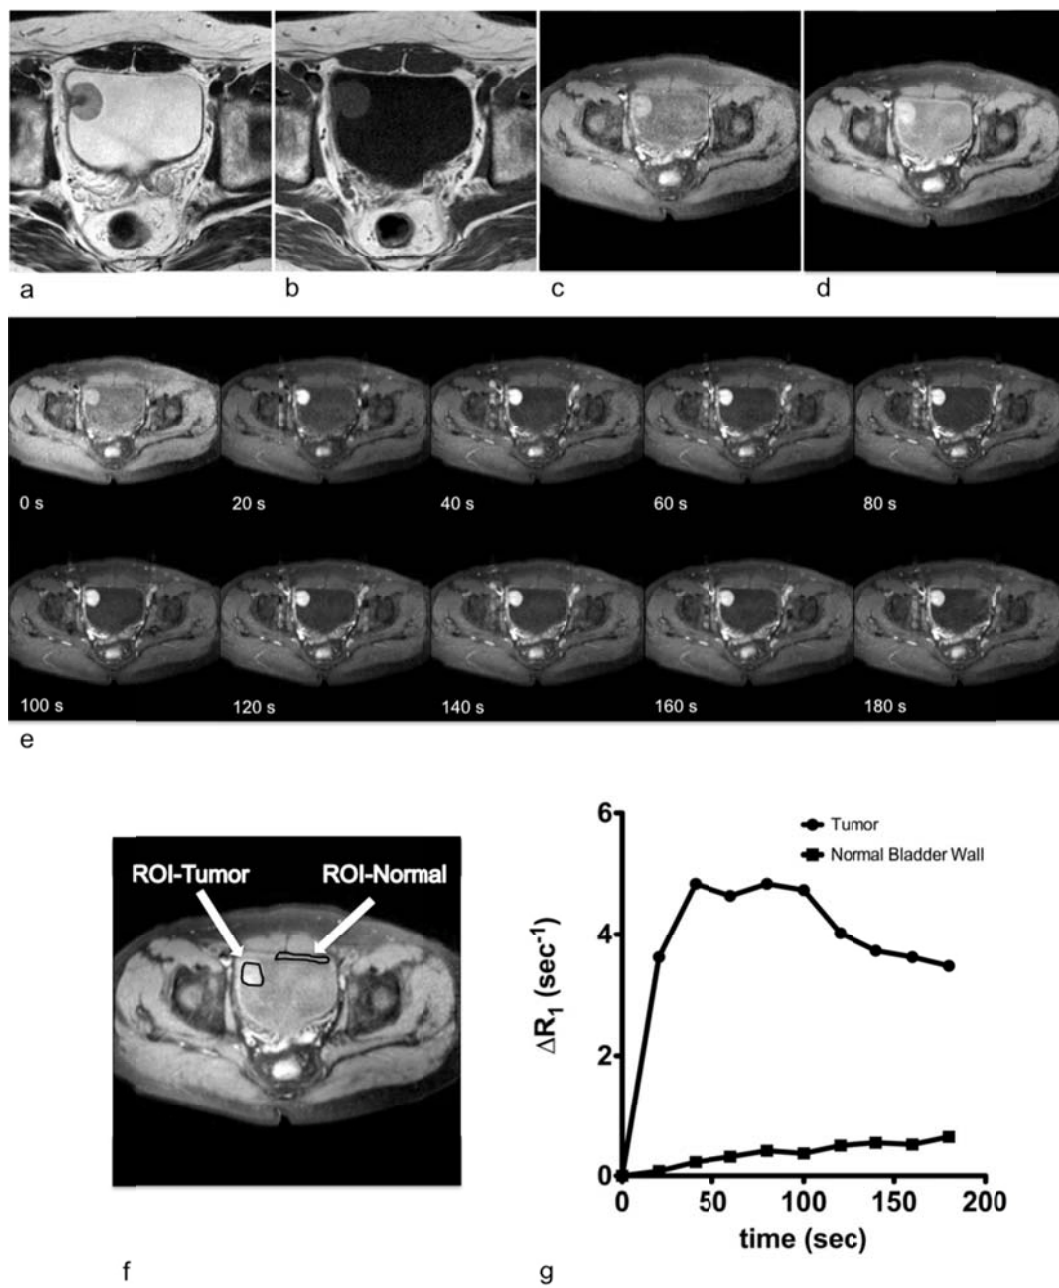 a
b
c
d
0 s
20 s
40 s
60 s
80 s
100 s
120 s
140 s
160 s
180 s
e
ROI-Tumor
ROI-Normal
f
6
4
2
0
ΔR₁ (sec⁻¹)
Tumor
Normal Bladder Wall
0
50
100
150
200
time (sec)
g